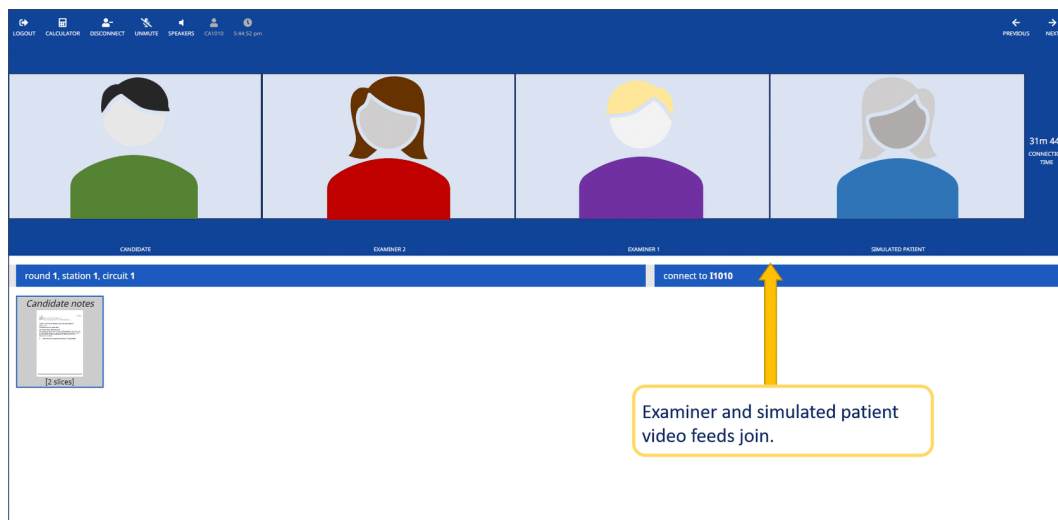 LOGOUT CALCULATOR DISCONNECT UNMUTE SPEAKERS CA1010 5:44:52 pm PREVIOUS NEXT
31m 44
CONNECTIO
TIME
CANDIDATE EXAMINER 2 EXAMINER 1 SIMULATED PATIENT
round 1, station 1, circuit 1 connect to I1010
Candidate notes
[2 slices]
Examiner and simulated patient
video feeds join.